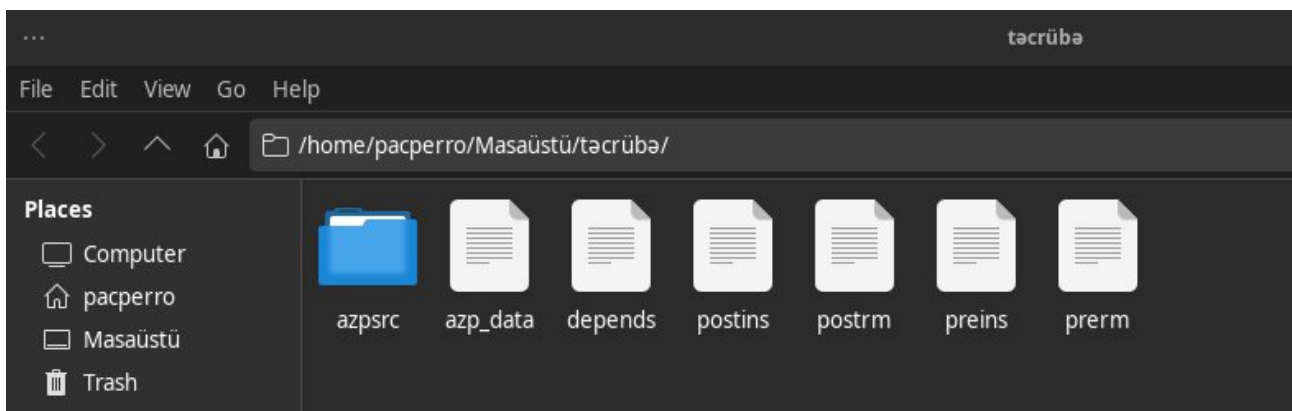 ...
təcrübə
File Edit View Go Help
/home/pacperro/Masaüstü/təcrübə/
Places
Computer
pacperro
Masaüstü
Trash
azpsrc azp_data depends postins postrm preins prerm